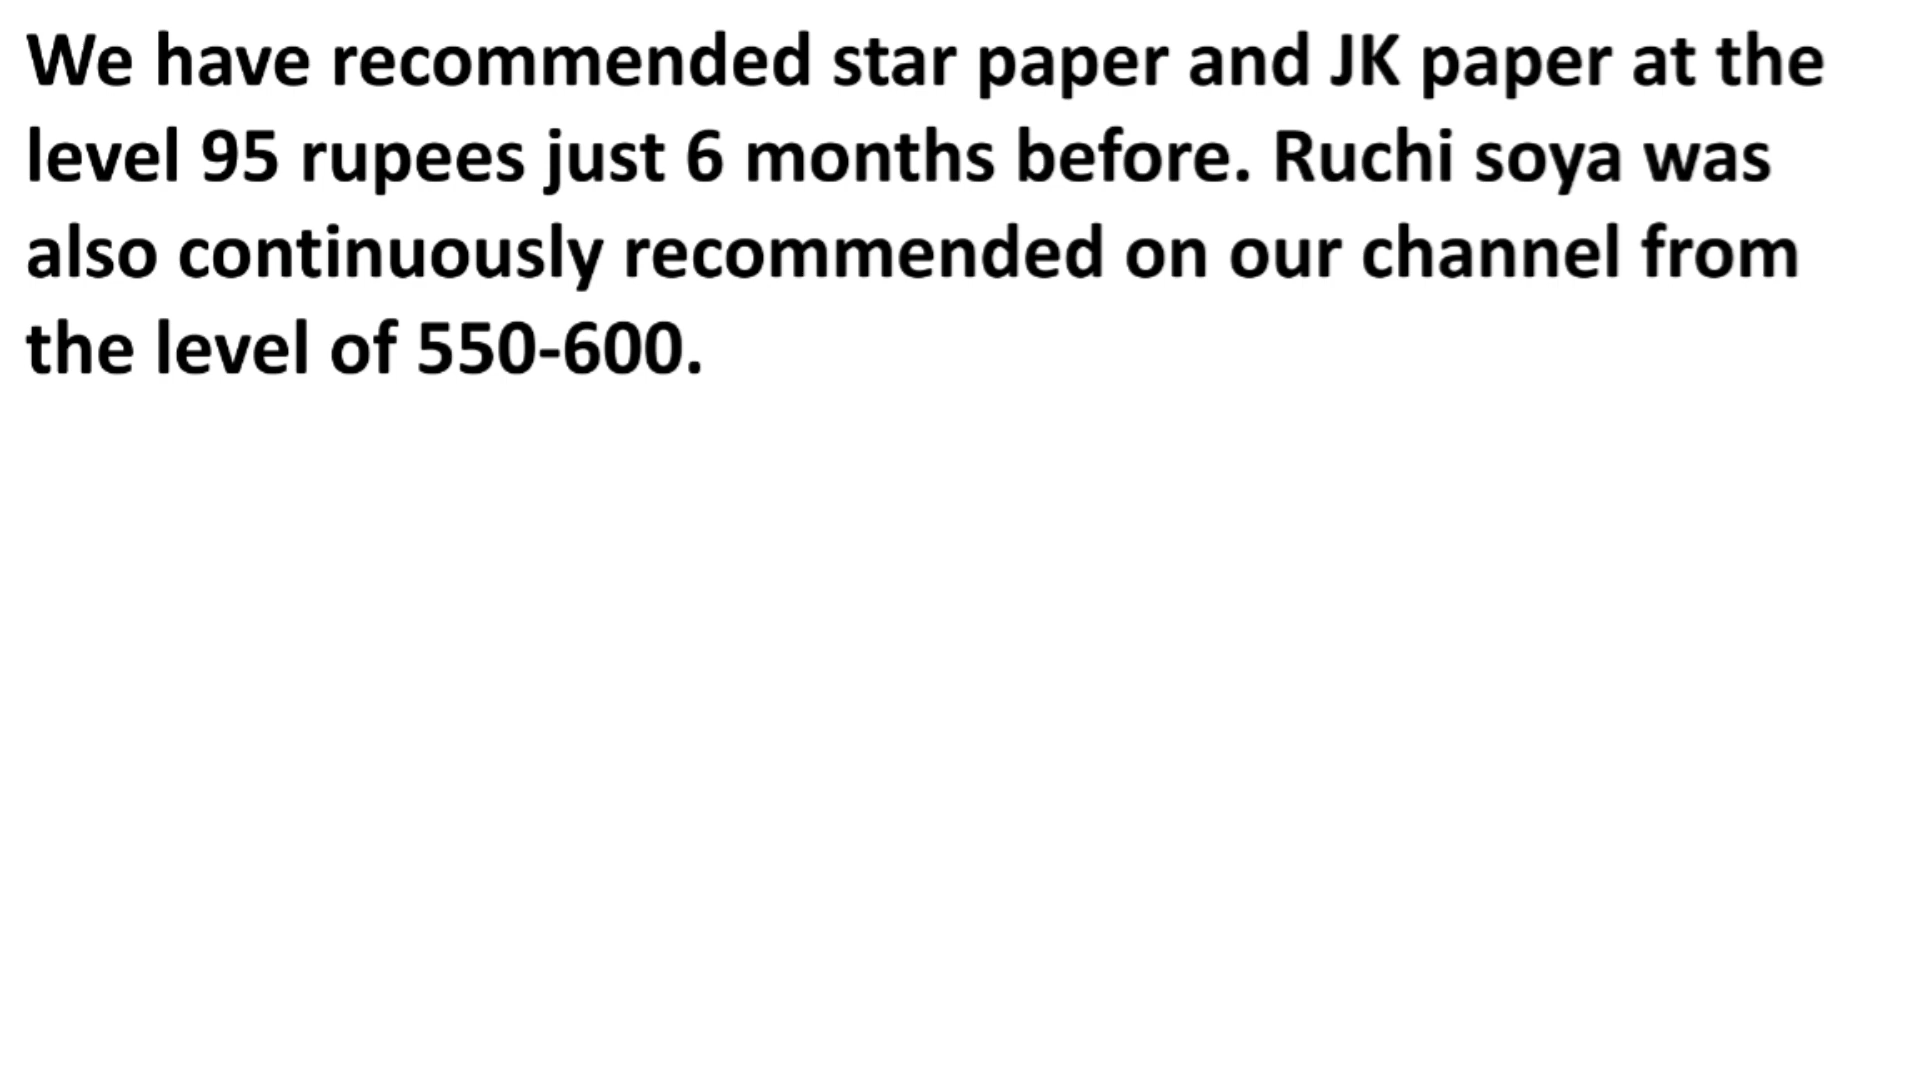 We have recommended star paper and JK paper at the
level 95 rupees just 6 months before. Ruchi soya was
also continuously recommended on our channel from
the level of 550-600.